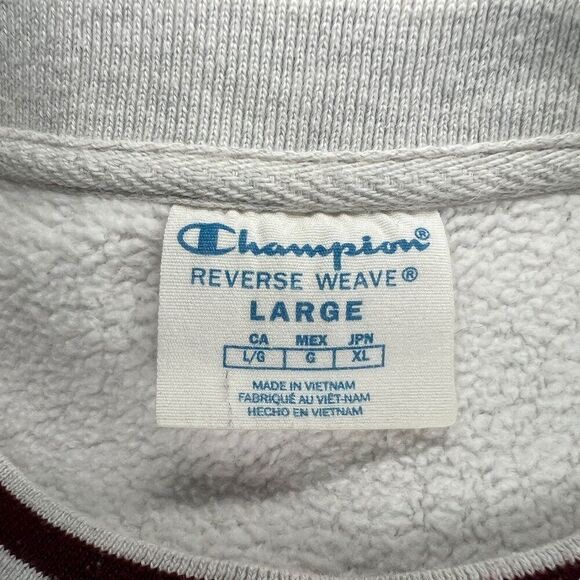 Champion®
REVERSE WEAVE®
LARGE
CA MEX JPN
L/G G XL
MADE IN VIETNAM
FABRIQUÉ AU VIÊT-NAM
HECHO EN VIETNAM